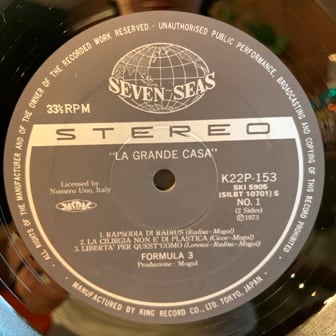 ALL RIGHTS OF THE MANUFACTURER AND OF THE OWNER OF THE RECORDED WORK RESERVED. UNAUTHORISED PUBLIC PERFORMANCE, BROADCASTING AND COPYING OF THIS RECORD PROHIBITED.
SEVEN SEAS
33⅓RPM
STEREO
"LA GRANDE CASA"
Licensed by
Numero Uno, Italy
JASRAC
K22P-153
SKI 5905
(SILBT 10701) S
NO. 1
(2 Sides)
Ⓟ1973
1. RAPSODIA DI RADIUS (Radius-Mogol)
2. LA CILIEGIA NON E' DI PLASTICA (Cicco-Mogol)
3. LIBERTA' PER QUEST'UOMO (Lorenzi-Radius-Mogol)
FORMULA 3
Produzione : Mogol
MANUFACTURED BY KING RECORD CO., LTD. TOKYO, JAPAN